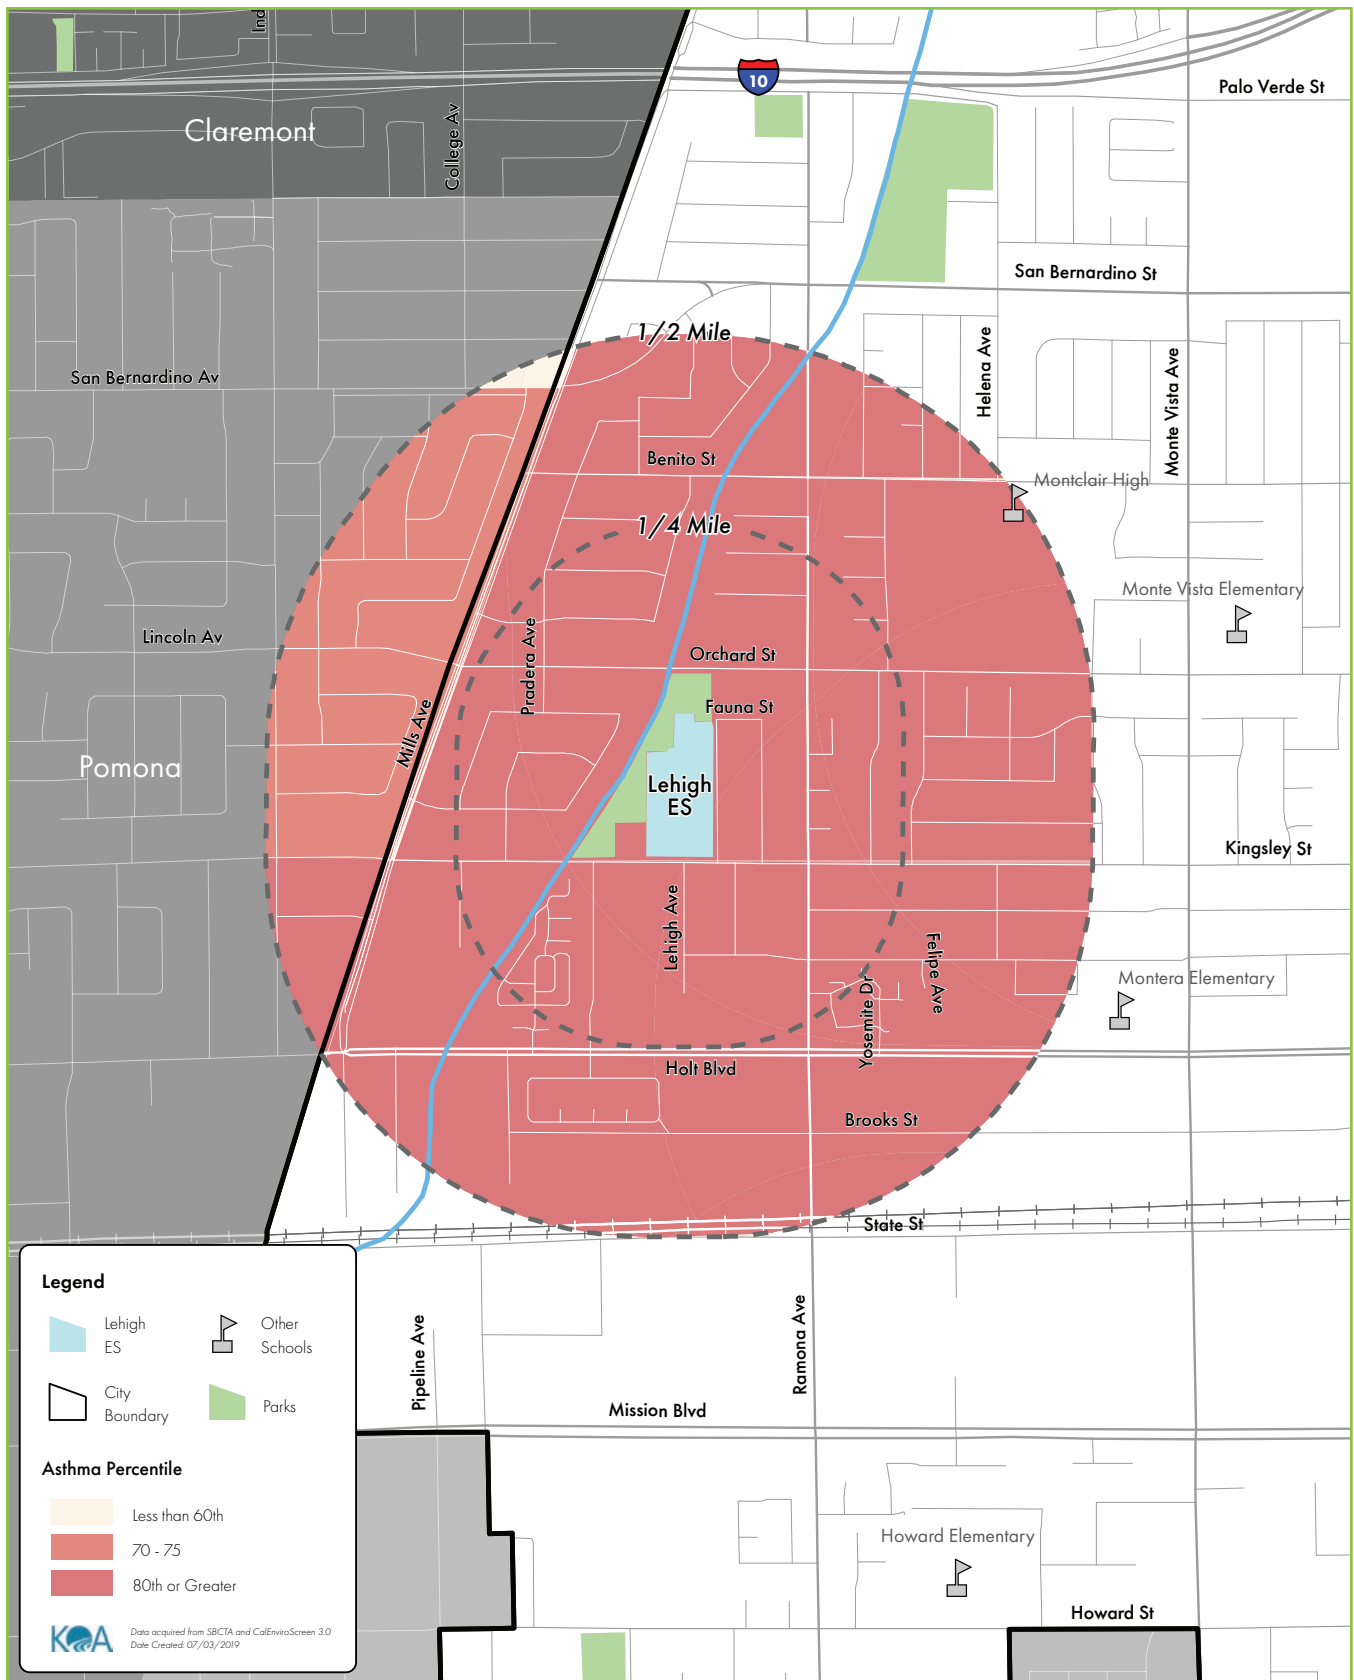 Ind
10
Palo Verde St
Claremont
College Av
San Bernardino St
1/2 Mile
Helena Ave
Monte Vista Ave
San Bernardino Av
Benito St
Montclair High
1/4 Mile
Monte Vista Elementary
Lincoln Av
Pradera Ave
Orchard St
Fauna St
Mills Ave
Pomona
Lehigh
ES
Kingsley St
Lehigh Ave
Felipe Ave
Yosemite Dr
Montera Elementary
Holt Blvd
Brooks St
State St
Pipeline Ave
Ramona Ave
Mission Blvd
Howard Elementary
Howard St
Legend
Lehigh
ES
Other
Schools
City
Boundary
Parks
Asthma Percentile
Less than 60th
70 - 75
80th or Greater
KOA
Data acquired from SBCTA and CalEnviroScreen 3.0
Date Created: 07/03/2019